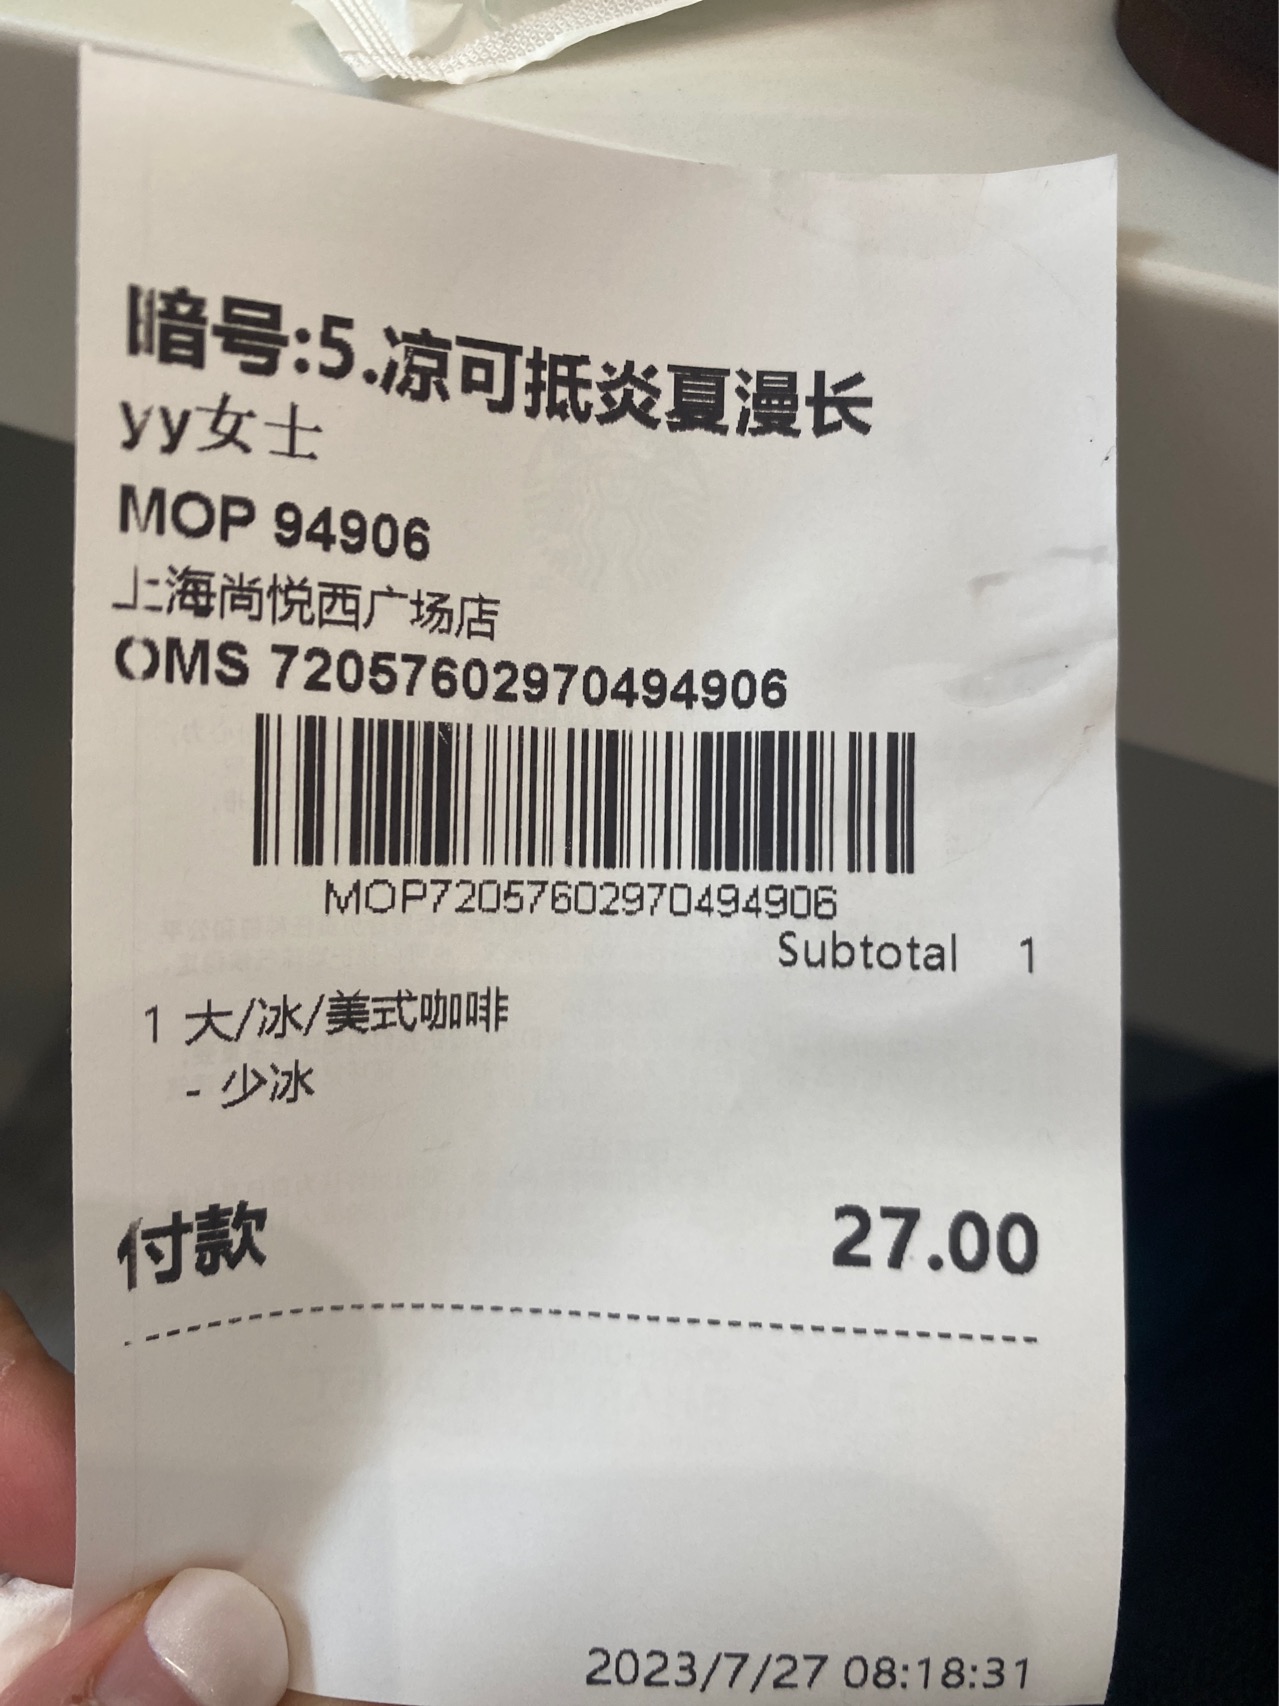 暗号:5.凉可抵炎夏漫长
yy女士
MOP 94906
上海尚悦西广场店
OMS 72057602970494906
MOP72057602970494906
Subtotal 1
1 大/冰/美式咖啡
- 少冰
付款 27.00
2023/7/27 08:18:31